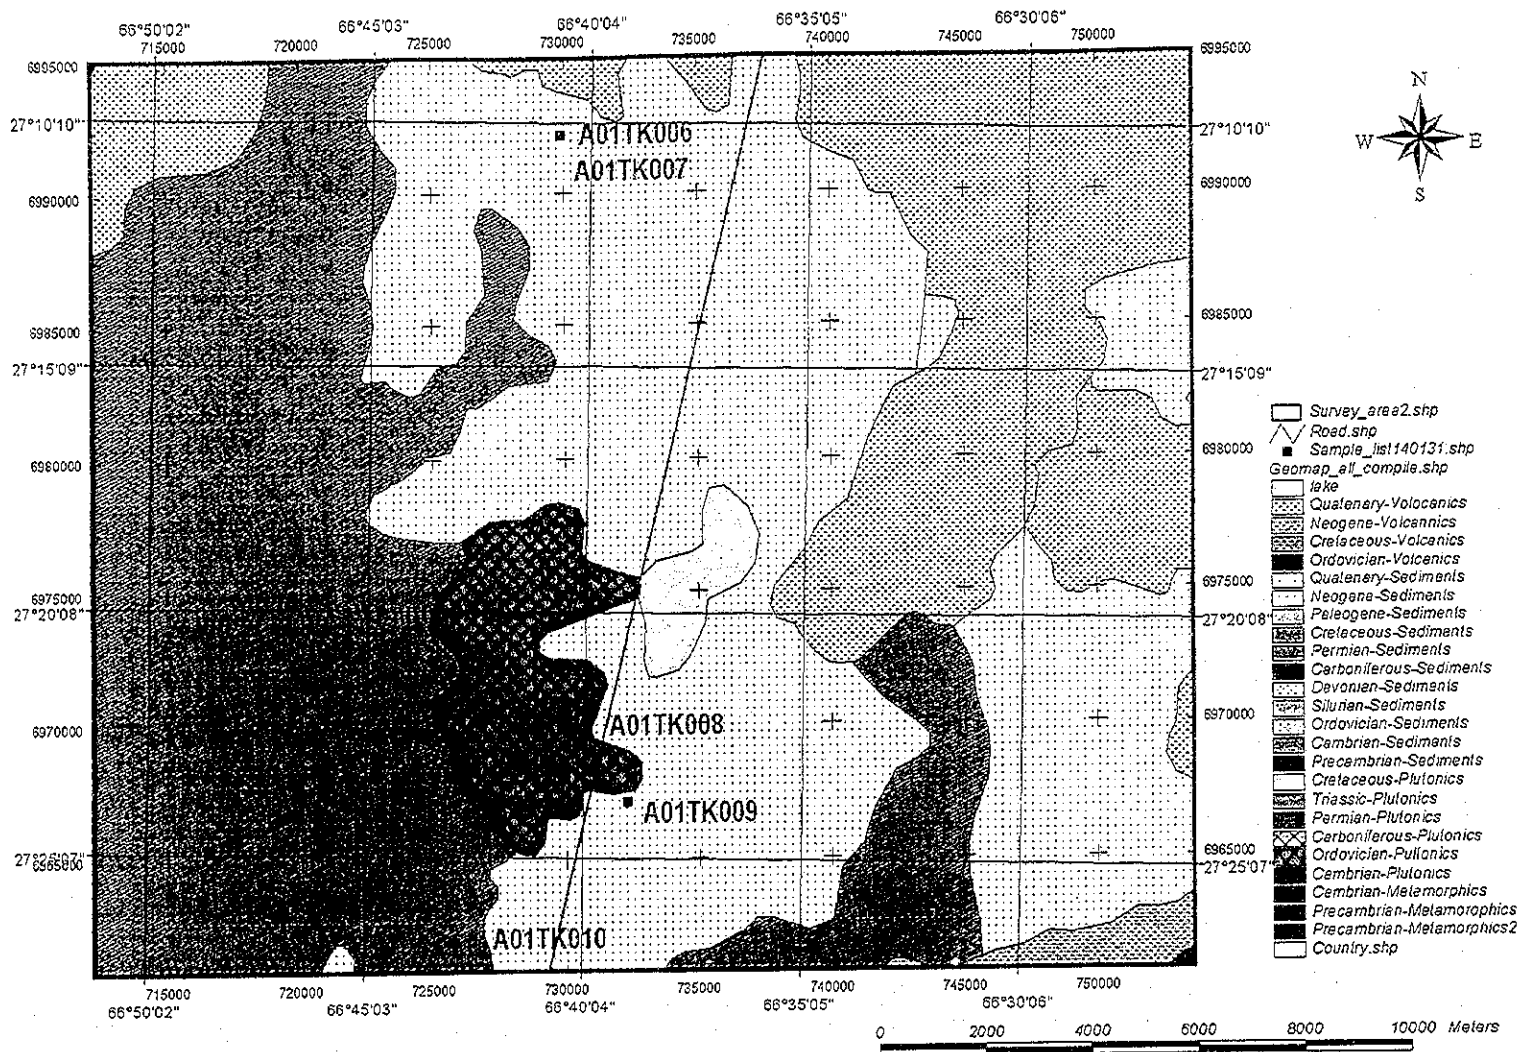 66°50'02" 66°45'03" 66°40'04" 66°35'05" 66°30'06"
715000 720000 725000 730000 735000 740000 745000 750000
6995000 6995000
27°10'10" 27°10'10"
A01TK006
A01TK007
6990000 6990000
6985000 6985000
27°15'09" 27°15'09"
6980000 6980000
6975000 6975000
27°20'08" 27°20'08"
A01TK008
6970000 6970000
A01TK009
6965000
27°25'07" 27°25'07"
A01TK010
715000 720000 725000 730000 735000 740000 745000 750000
66°50'02" 66°45'03" 66°40'04" 66°35'05" 66°30'06"
N
W E
S
Survey_area2.shp
Road.shp
Sample_list140131.shp
Geomap_all_compile.shp
lake
Quatenary-Volocanics
Neogene-Volcannics
Cretaceous-Volcanics
Ordovician-Volcanics
Quatenary-Sediments
Neogene-Sediments
Paleogene-Sediments
Cretaceous-Sediments
Permian-Sediments
Carboniferous-Sediments
Devonian-Sediments
Silurian-Sediments
Ordovician-Sediments
Cambrian-Sediments
Precambrian-Sediments
Cretaceous-Plutonics
Triassic-Plutonics
Permian-Plutonics
Carboniferous-Plutonics
Ordovician-Pultonics
Cambrian-Plutonics
Cambrian-Metamorphics
Precambrian-Metamorophics
Precambrian-Metamorphics2
Country.shp
0 2000 4000 6000 8000 10000 Meters